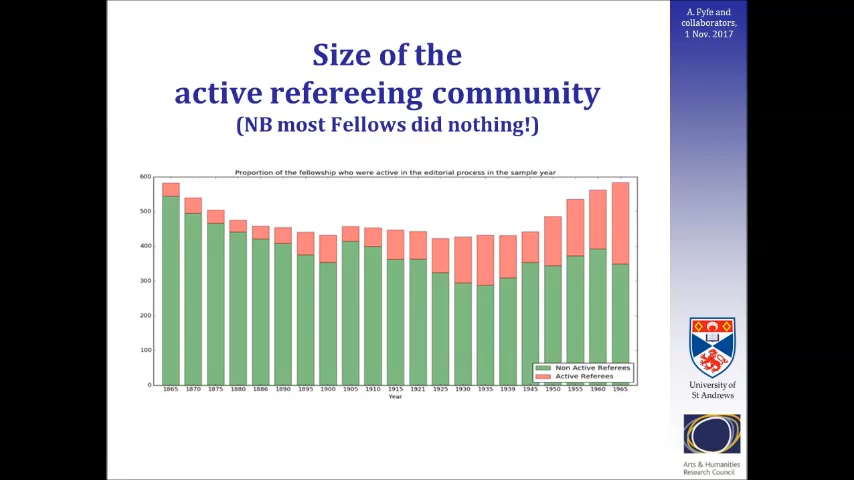 A. Fyfe and
collaborators,
1 Nov. 2017
Size of the
active refereeing community
(NB most Fellows did nothing!)
Proportion of the fellowship who were active in the editorial process in the sample year
600
500
400
300
200
100
0
1865 1870 1875 1880 1886 1890 1895 1900 1905 1910 1915 1921 1925 1930 1935 1939 1945 1950 1955 1960 1965
Year
Non Active Referees
Active Referees
University of
St Andrews
Arts & Humanities
Research Council